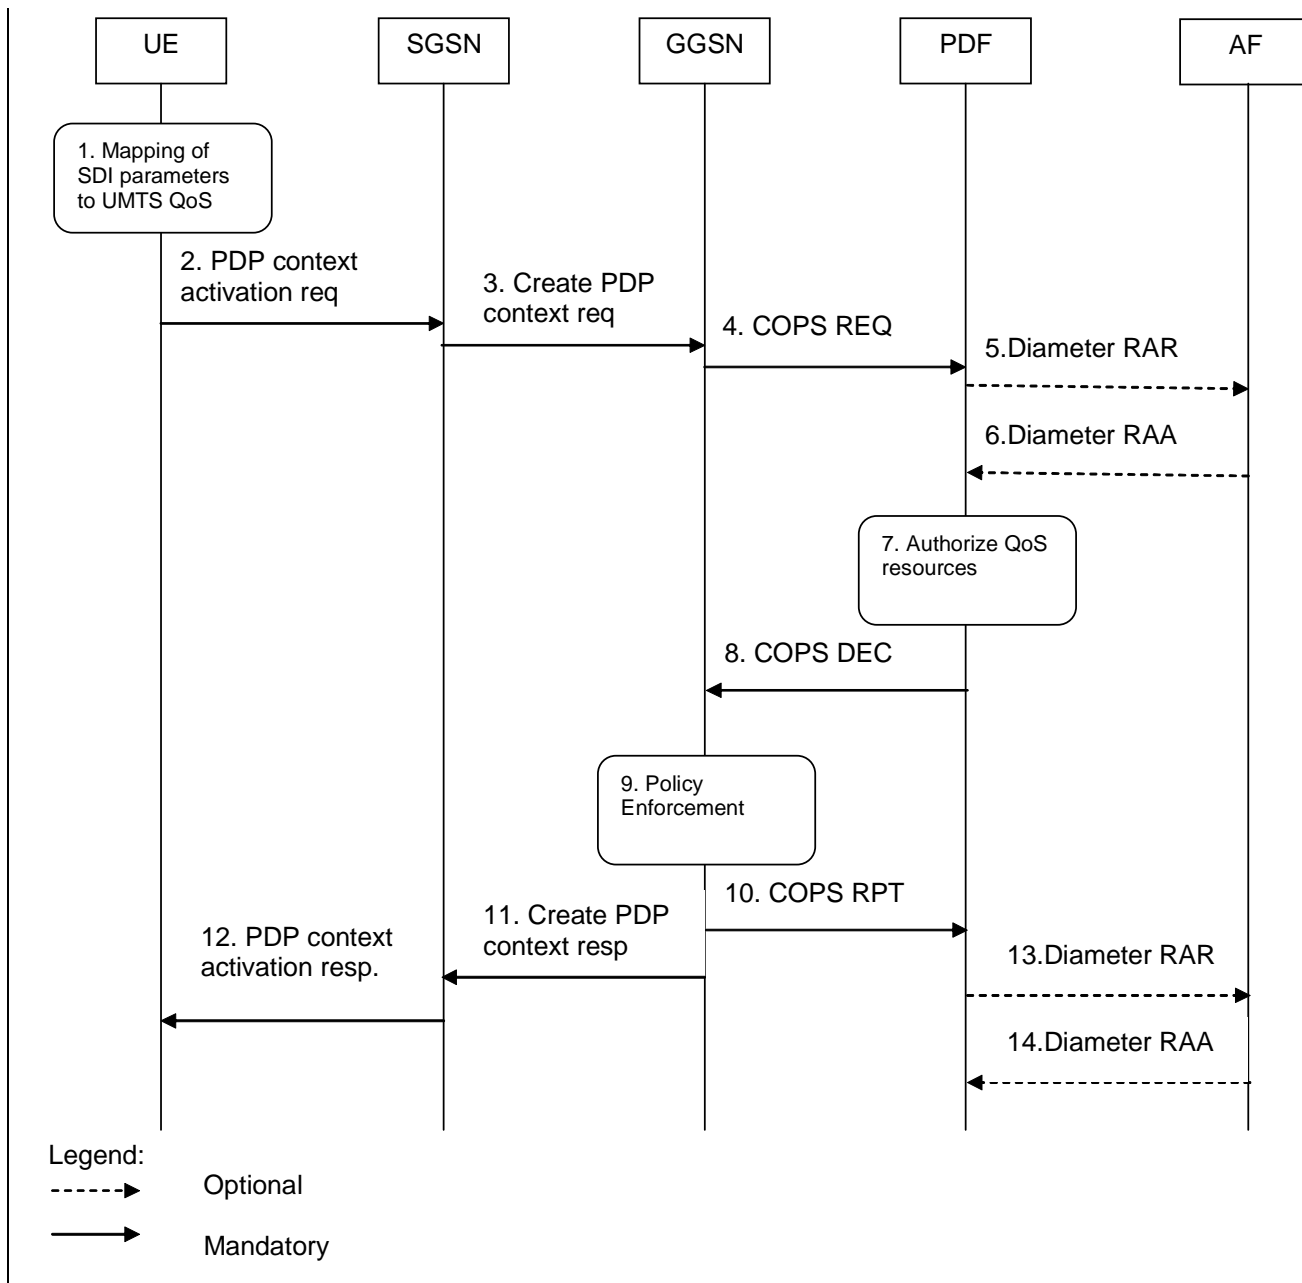 UE
SGSN
GGSN
PDF
AF
1. Mapping of
SDI parameters
to UMTS QoS
2. PDP context
activation req
3. Create PDP
context req
4. COPS REQ
5.Diameter RAR
6.Diameter RAA
7. Authorize QoS
resources
8. COPS DEC
9. Policy
Enforcement
10. COPS RPT
11. Create PDP
context resp
12. PDP context
activation resp.
13.Diameter RAR
14.Diameter RAA
Legend:
Optional
Mandatory